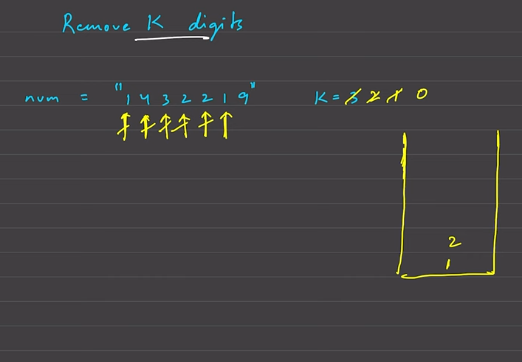 Remove K digits
num = "1432219" K = 3 2 1 0
2
1